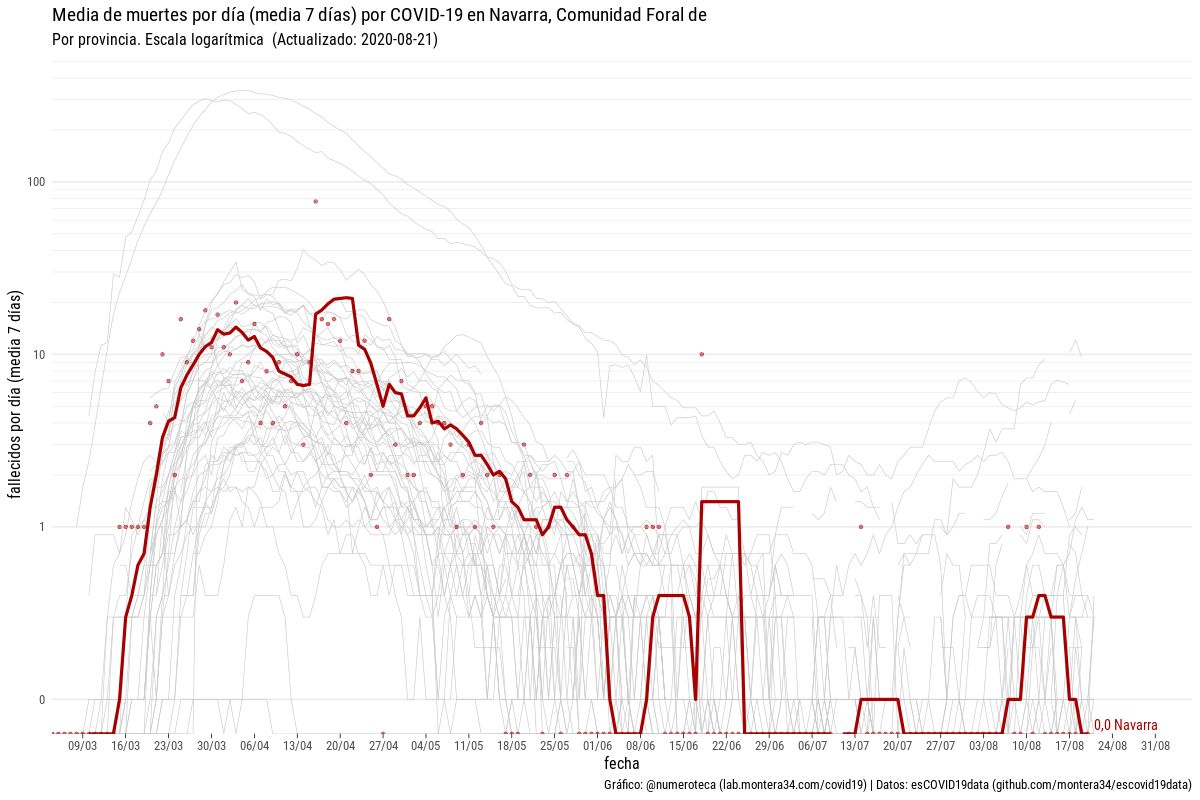 Media de muertes por día (media 7 días) por COVID-19 en Navarra, Comunidad Foral de
Por provincia. Escala logarítmica (Actualizado: 2020-08-21)
fallecidos por día (media 7 días)
100
10
1
0
0,0 Navarra
09/03 16/03 23/03 30/03 06/04 13/04 20/04 27/04 04/05 11/05 18/05 25/05 01/06 08/06 15/06 22/06 29/06 06/07 13/07 20/07 27/07 03/08 10/08 17/08 24/08 31/08
fecha
Gráfico: @numeroteca (lab.montera34.com/covid19) | Datos: esCOVID19data (github.com/montera34/escovid19data)